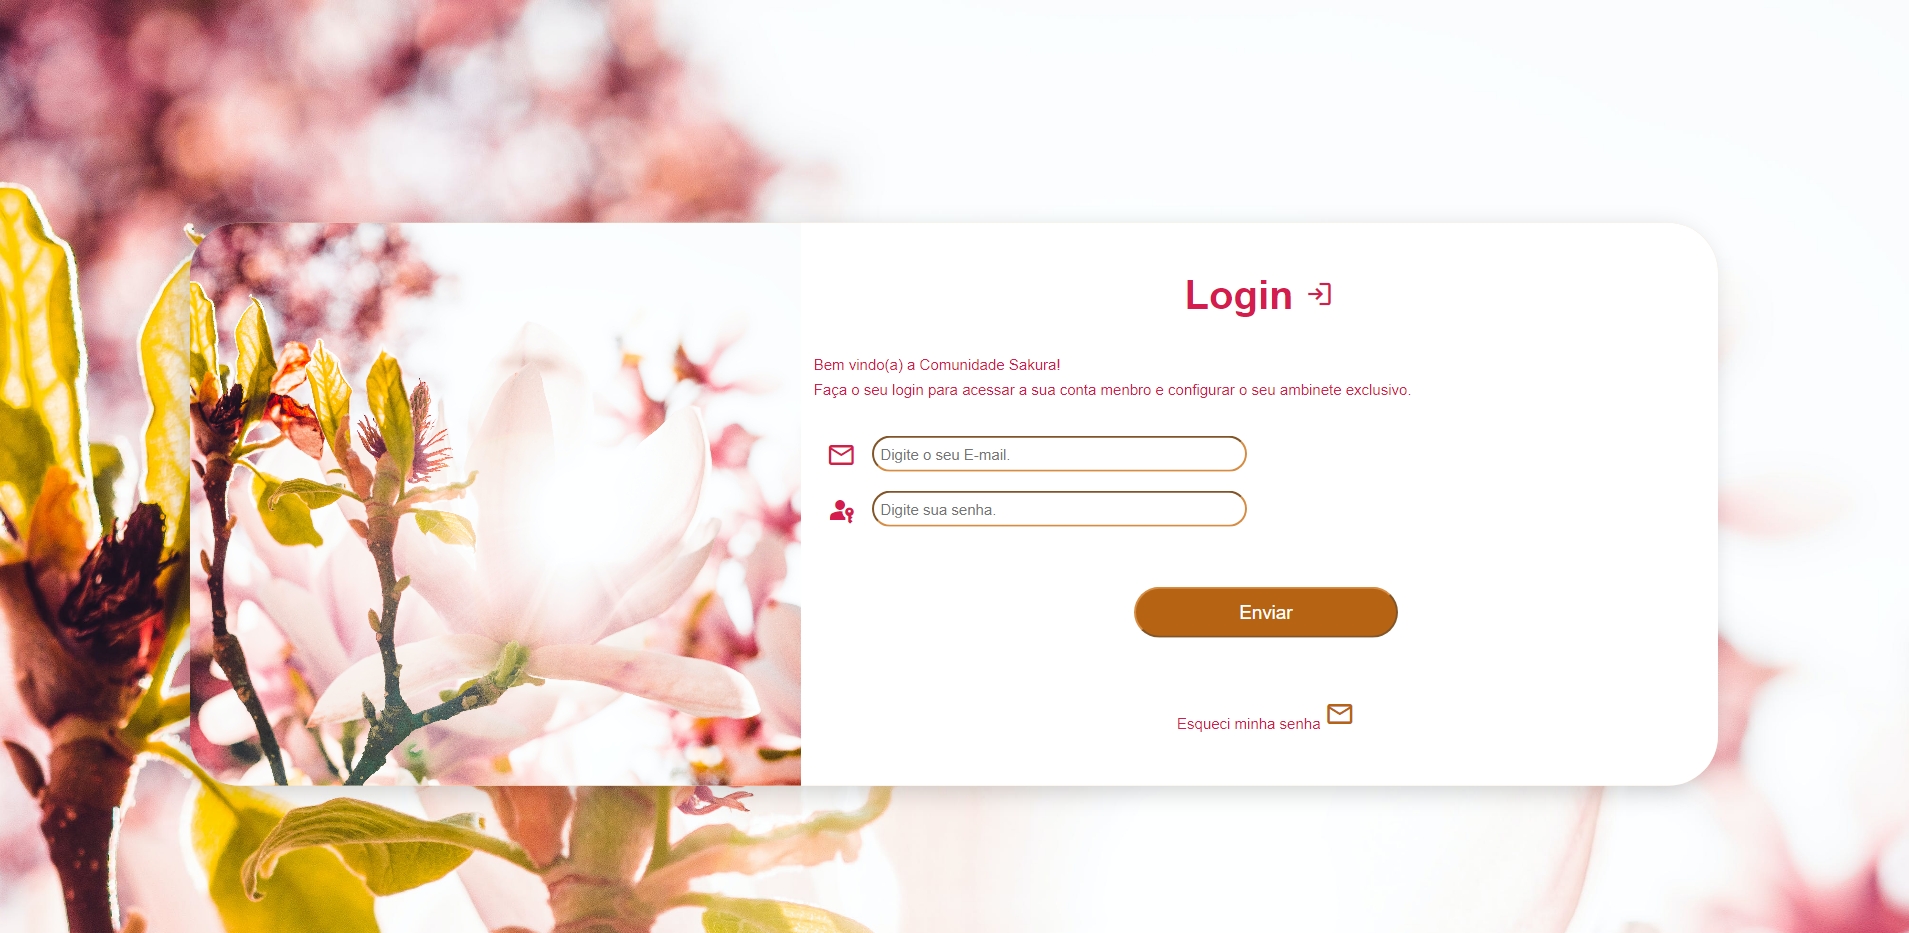 Login
Bem vindo(a) a Comunidade Sakura!
Faça o seu login para acessar a sua conta menbro e configurar o seu ambinete exclusivo.
Digite o seu E-mail.
Digite sua senha.
Enviar
Esqueci minha senha